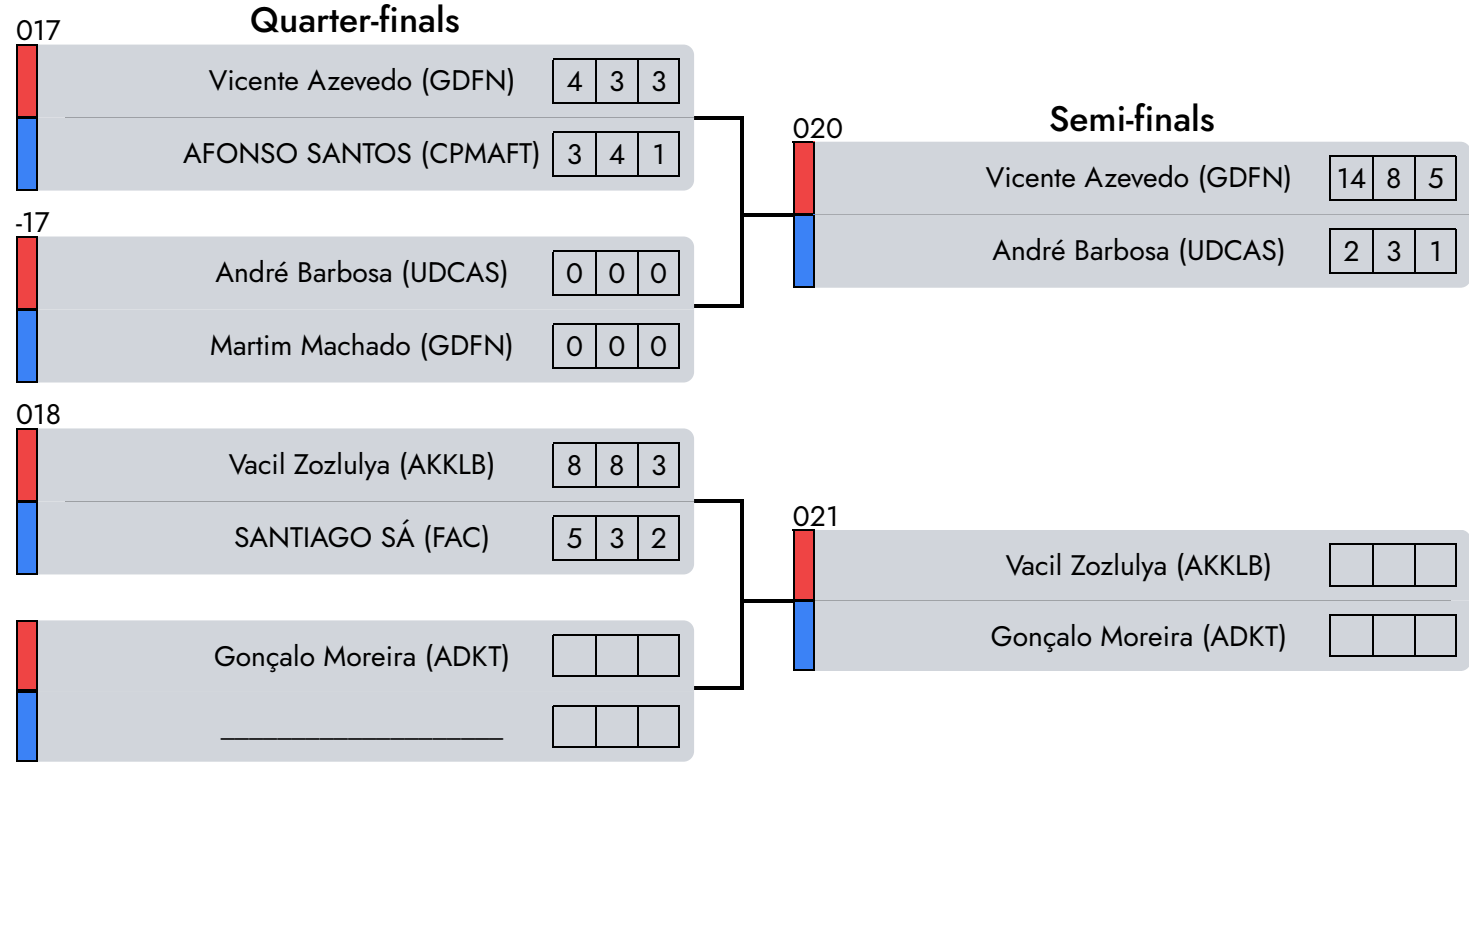 Quarter-finals
017
Vicente Azevedo (GDFN) 4 3 3
AFONSO SANTOS (CPMAFT) 3 4 1
-17
André Barbosa (UDCAS) 0 0 0
Martim Machado (GDFN) 0 0 0
018
Vacil Zozlulya (AKKLB) 8 8 3
SANTIAGO SÁ (FAC) 5 3 2
Gonçalo Moreira (ADKT)
____________________
Semi-finals
020
Vicente Azevedo (GDFN) 14 8 5
André Barbosa (UDCAS) 2 3 1
021
Vacil Zozlulya (AKKLB)
Gonçalo Moreira (ADKT)